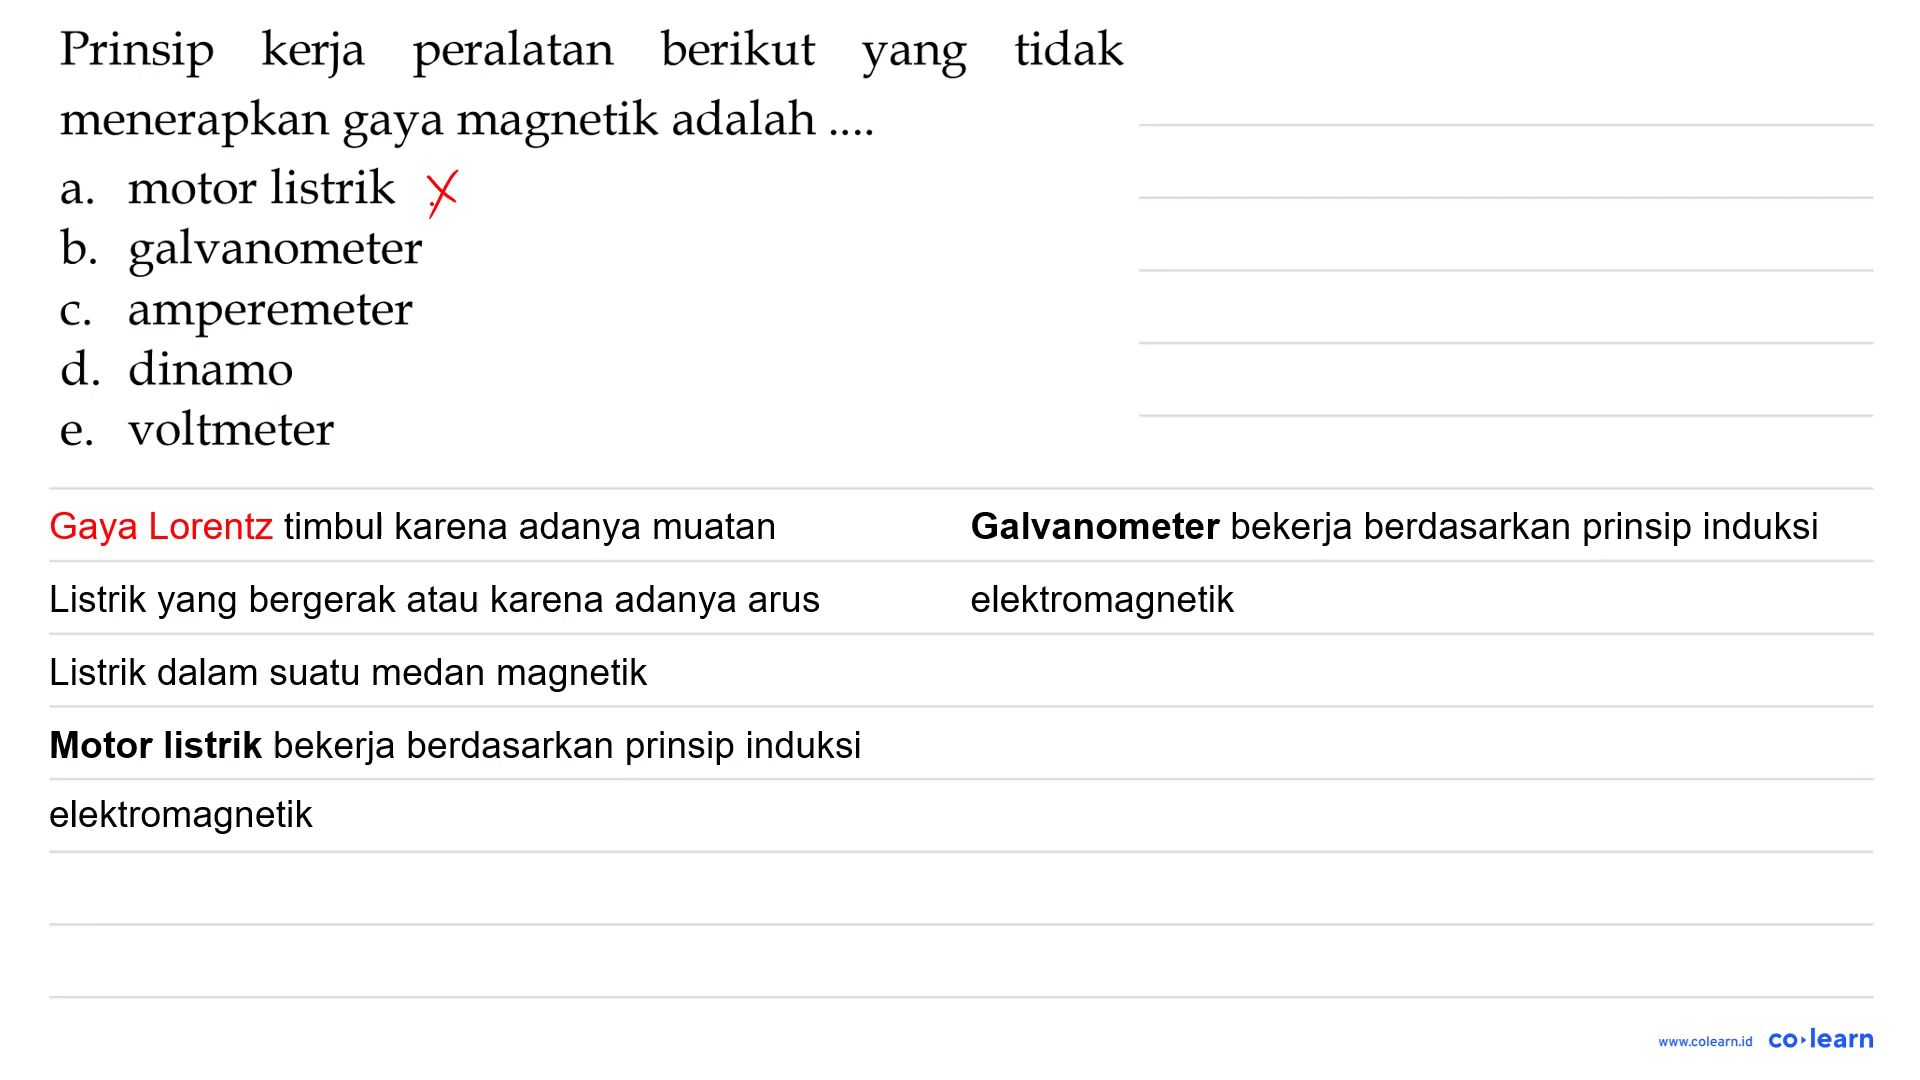 Prinsip kerja peralatan berikut yang tidak
menerapkan gaya magnetik adalah ....
a. motor listrik
b. galvanometer
c. amperemeter
d. dinamo
e. voltmeter
Gaya Lorentz timbul karena adanya muatan
Listrik yang bergerak atau karena adanya arus
Listrik dalam suatu medan magnetik
Motor listrik bekerja berdasarkan prinsip induksi
elektromagnetik
Galvanometer bekerja berdasarkan prinsip induksi
elektromagnetik
www.colearn.id co learn